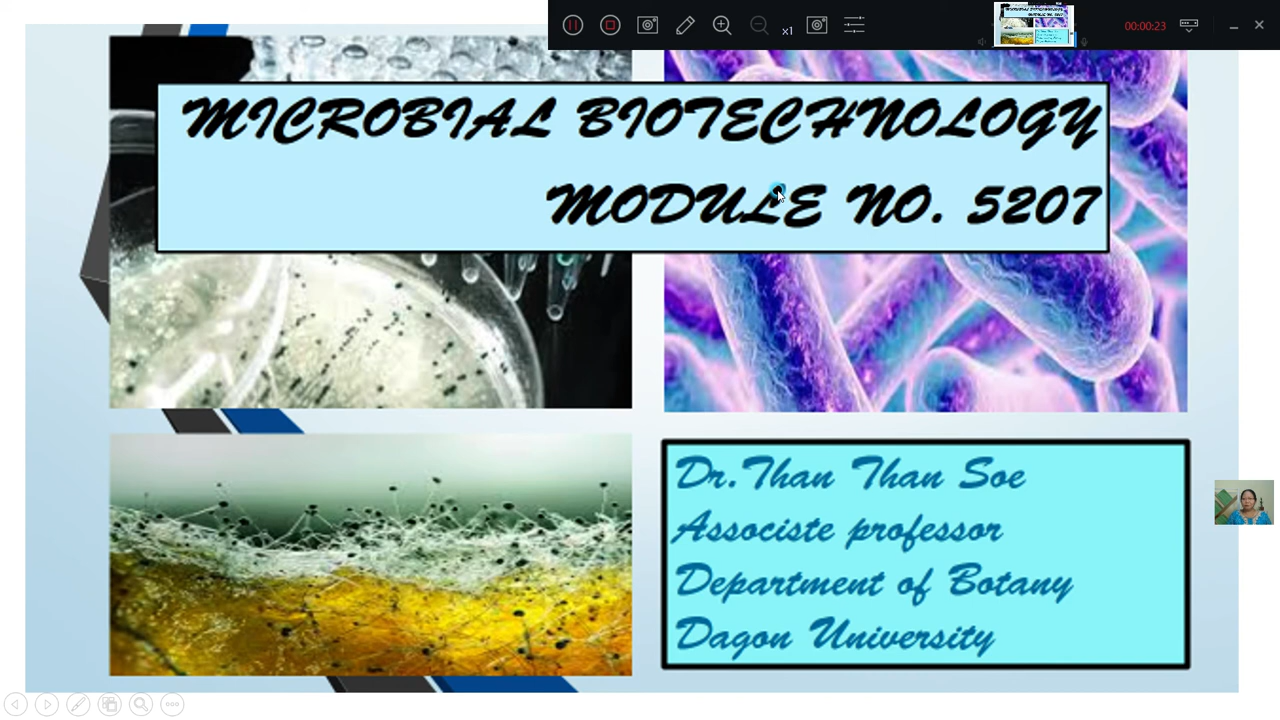 x1
00:00:23
MICROBIAL BIOTECHNOLOGY
MODULE NO. 5207
Dr.Than Than Soe
Associste professor
Department of Botany
Dagon University